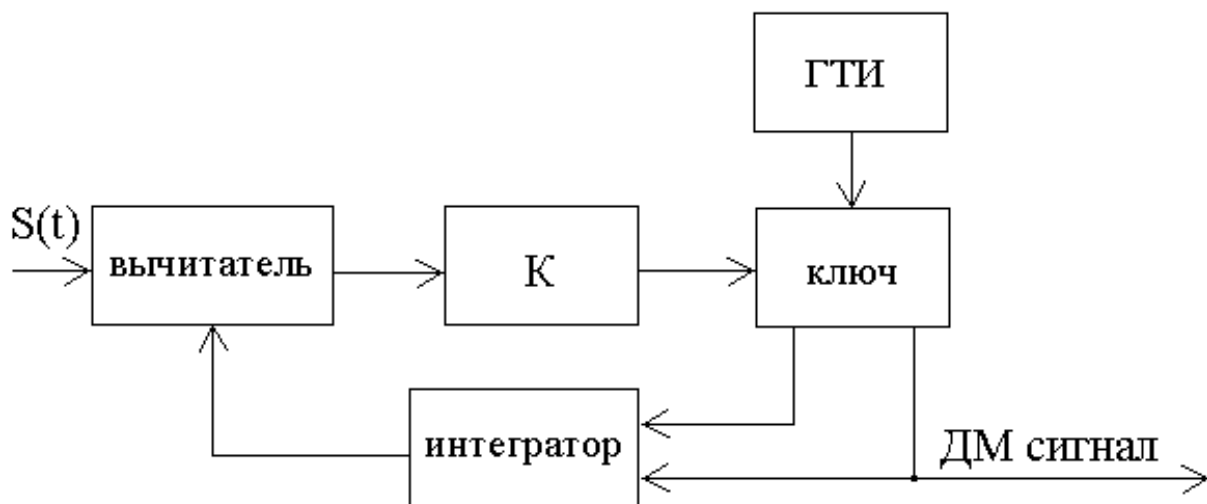 ГТИ
S(t)
вычитатель
К
ключ
интегратор
ДМ сигнал